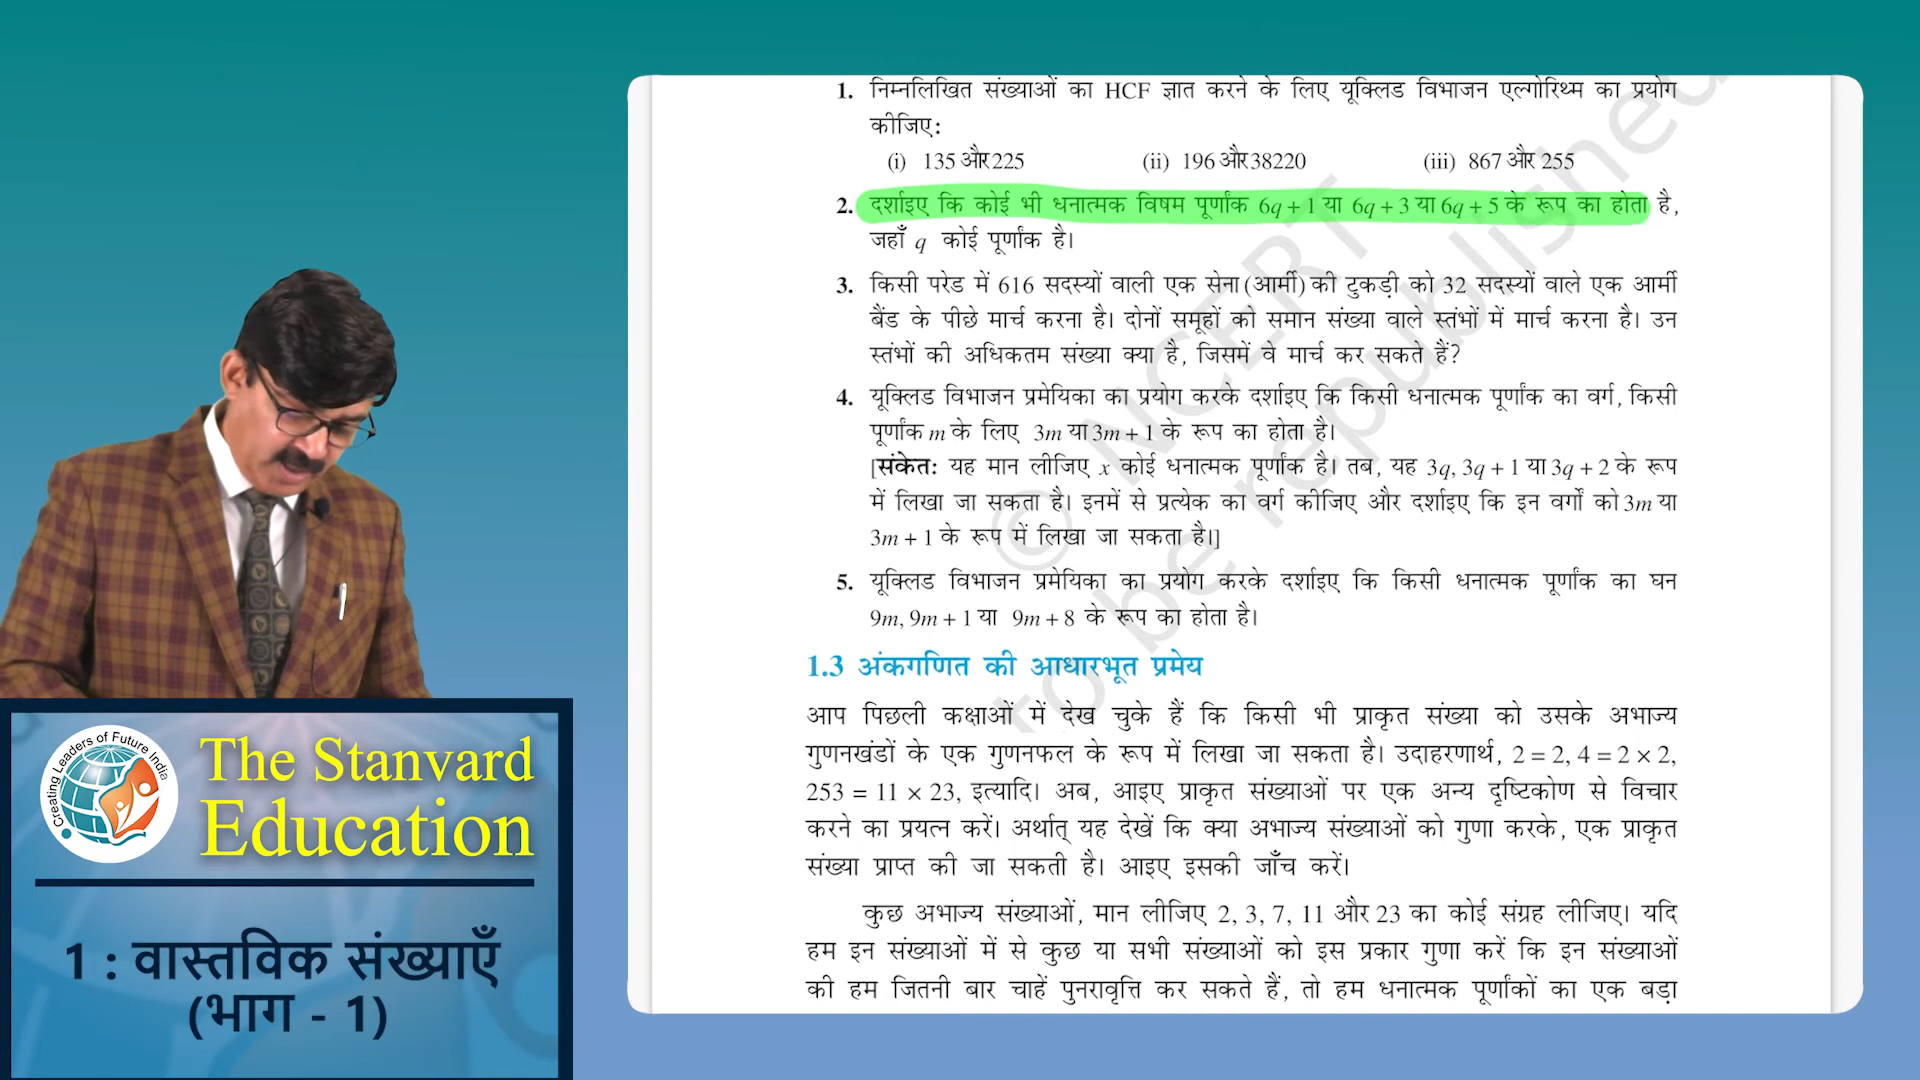 1. निम्नलिखित संख्याओं का HCF ज्ञात करने के लिए यूक्लिड विभाजन एल्गोरिथ्म का प्रयोग
कीजिए:
(i) 135 और 225 (ii) 196 और 38220 (iii) 867 और 255
2. दर्शाइए कि कोई भी धनात्मक विषम पूर्णांक 6q + 1 या 6q + 3 या 6q + 5 के रूप का होता है,
जहाँ q कोई पूर्णांक है।
3. किसी परेड में 616 सदस्यों वाली एक सेना (आर्मी) की टुकड़ी को 32 सदस्यों वाले एक आर्मी
बैंड के पीछे मार्च करना है। दोनों समूहों को समान संख्या वाले स्तंभों में मार्च करना है। उन
स्तंभों की अधिकतम संख्या क्या है, जिसमें वे मार्च कर सकते हैं?
4. यूक्लिड विभाजन प्रमेयिका का प्रयोग करके दर्शाइए कि किसी धनात्मक पूर्णांक का वर्ग, किसी
पूर्णांक m के लिए 3m या 3m + 1 के रूप का होता है।
[संकेत: यह मान लीजिए x कोई धनात्मक पूर्णांक है। तब, यह 3q, 3q + 1 या 3q + 2 के रूप
में लिखा जा सकता है। इनमें से प्रत्येक का वर्ग कीजिए और दर्शाइए कि इन वर्गों को 3m या
3m + 1 के रूप में लिखा जा सकता है।]
5. यूक्लिड विभाजन प्रमेयिका का प्रयोग करके दर्शाइए कि किसी धनात्मक पूर्णांक का घन
9m, 9m + 1 या 9m + 8 के रूप का होता है।
1.3 अंकगणित की आधारभूत प्रमेय
आप पिछली कक्षाओं में देख चुके हैं कि किसी भी प्राकृत संख्या को उसके अभाज्य
गुणनखंडों के एक गुणनफल के रूप में लिखा जा सकता है। उदाहरणार्थ, 2 = 2, 4 = 2 × 2,
253 = 11 × 23, इत्यादि। अब, आइए प्राकृत संख्याओं पर एक अन्य दृष्टिकोण से विचार
करने का प्रयत्न करें। अर्थात् यह देखें कि क्या अभाज्य संख्याओं को गुणा करके, एक प्राकृत
संख्या प्राप्त की जा सकती है। आइए इसकी जाँच करें।
कुछ अभाज्य संख्याओं, मान लीजिए 2, 3, 7, 11 और 23 का कोई संग्रह लीजिए। यदि
हम इन संख्याओं में से कुछ या सभी संख्याओं को इस प्रकार गुणा करें कि इन संख्याओं
की हम जितनी बार चाहें पुनरावृत्ति कर सकते हैं, तो हम धनात्मक पूर्णांकों का एक बड़ा
© NCERT
to be republished
Creating Leaders of Future India
The Stanvard
Education
1 : वास्तविक संख्याएँ
(भाग - 1)